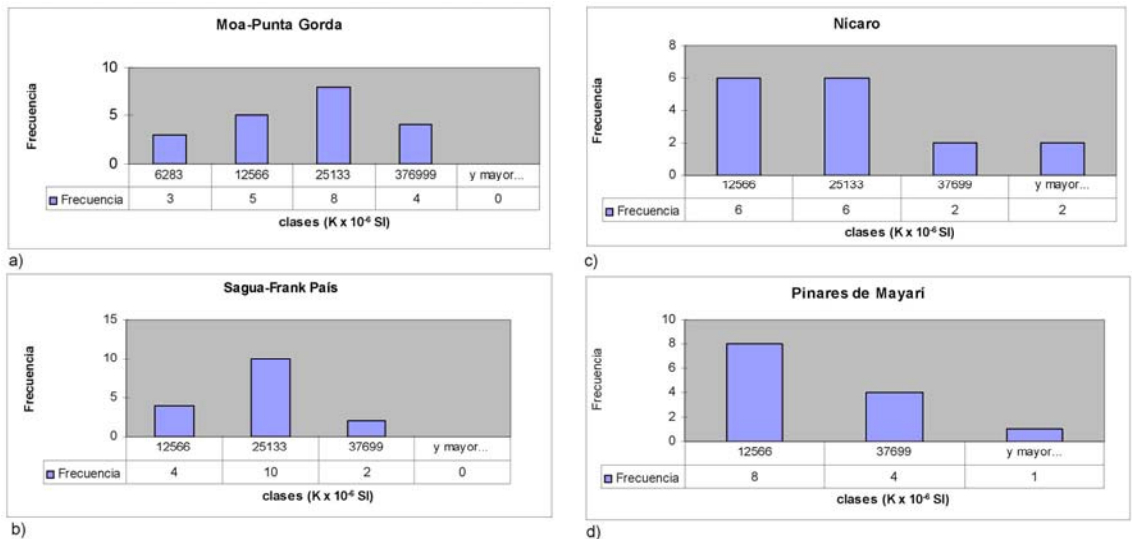 Moa-Punta Gorda
Frecuencia
10
5
0
6283 12566 25133 376999 y mayor...
Frecuencia 3 5 8 4 0
clases (K x 10⁻⁶ SI)
a)
Sagua-Frank País
Frecuencia
15
10
5
0
12566 25133 37699 y mayor...
Frecuencia 4 10 2 0
clases (K x 10⁻⁶ SI)
b)
Nícaro
Frecuencia
8
6
4
2
0
12566 25133 37699 y mayor...
Frecuencia 6 6 2 2
clases (K x 10⁻⁶ SI)
c)
Pinares de Mayarí
Frecuencia
10
8
6
4
2
0
12566 37699 y mayor...
Frecuencia 8 4 1
clases (K x 10⁻⁶ SI)
d)